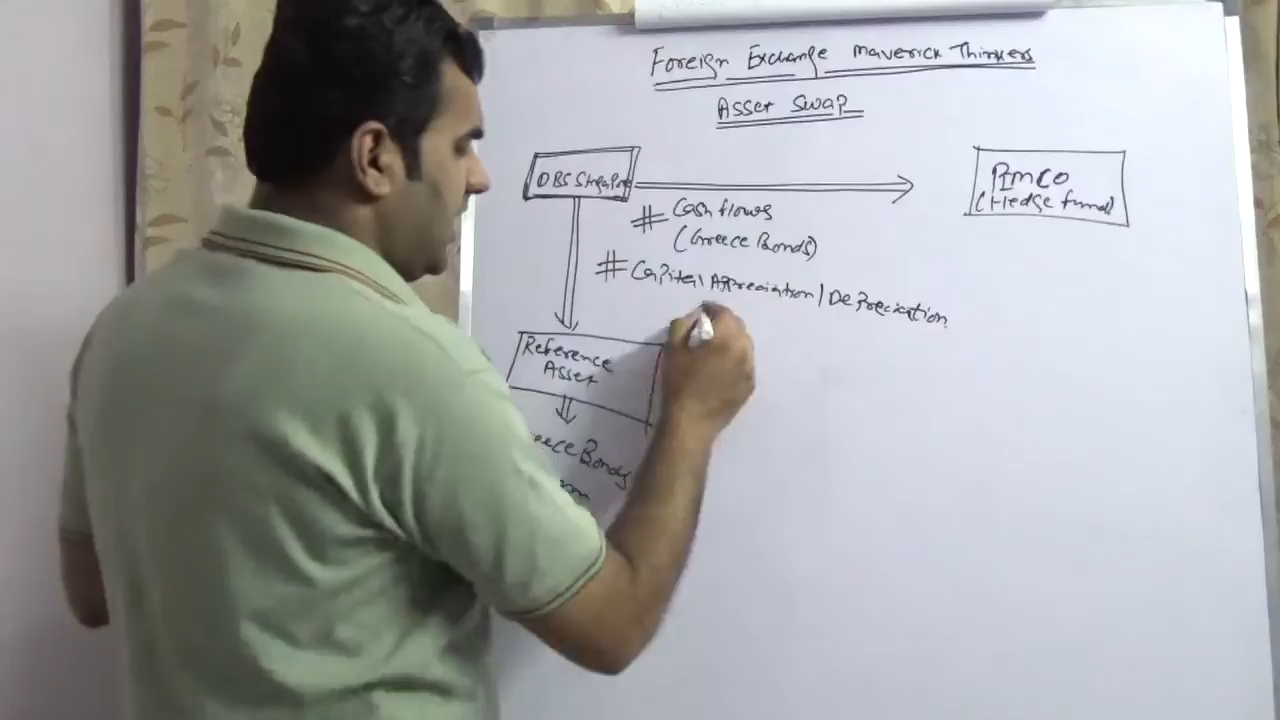 Foreign Exchange Maverick Thinkers
Asset Swap
DBS Singapore
Pimco
(Hedge fund)
# Cash flows
(Greece Bonds)
# Capital Appreciation / Depreciation
Reference
Asset
Bonds